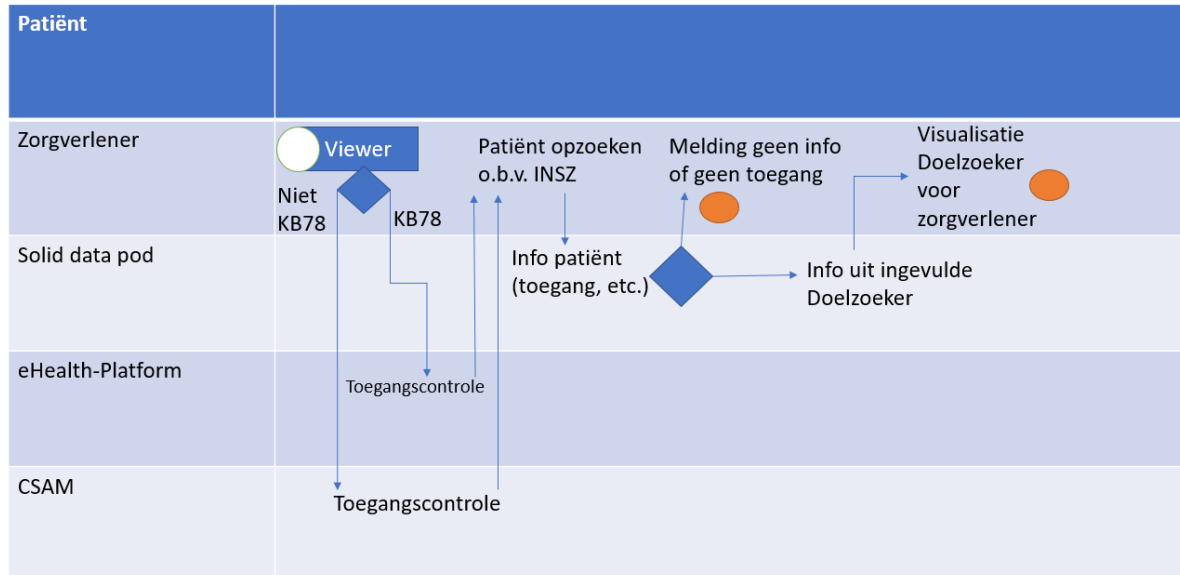 Patiënt
Zorgverlener
Viewer
Niet
KB78
KB78
Patiënt opzoeken
o.b.v. INSZ
Melding geen info
of geen toegang
Visualisatie
Doelzoeker
voor
zorgverlener
Solid data pod
Info patiënt
(toegang, etc.)
Info uit ingevulde
Doelzoeker
eHealth-Platform
Toegangscontrole
CSAM
Toegangscontrole